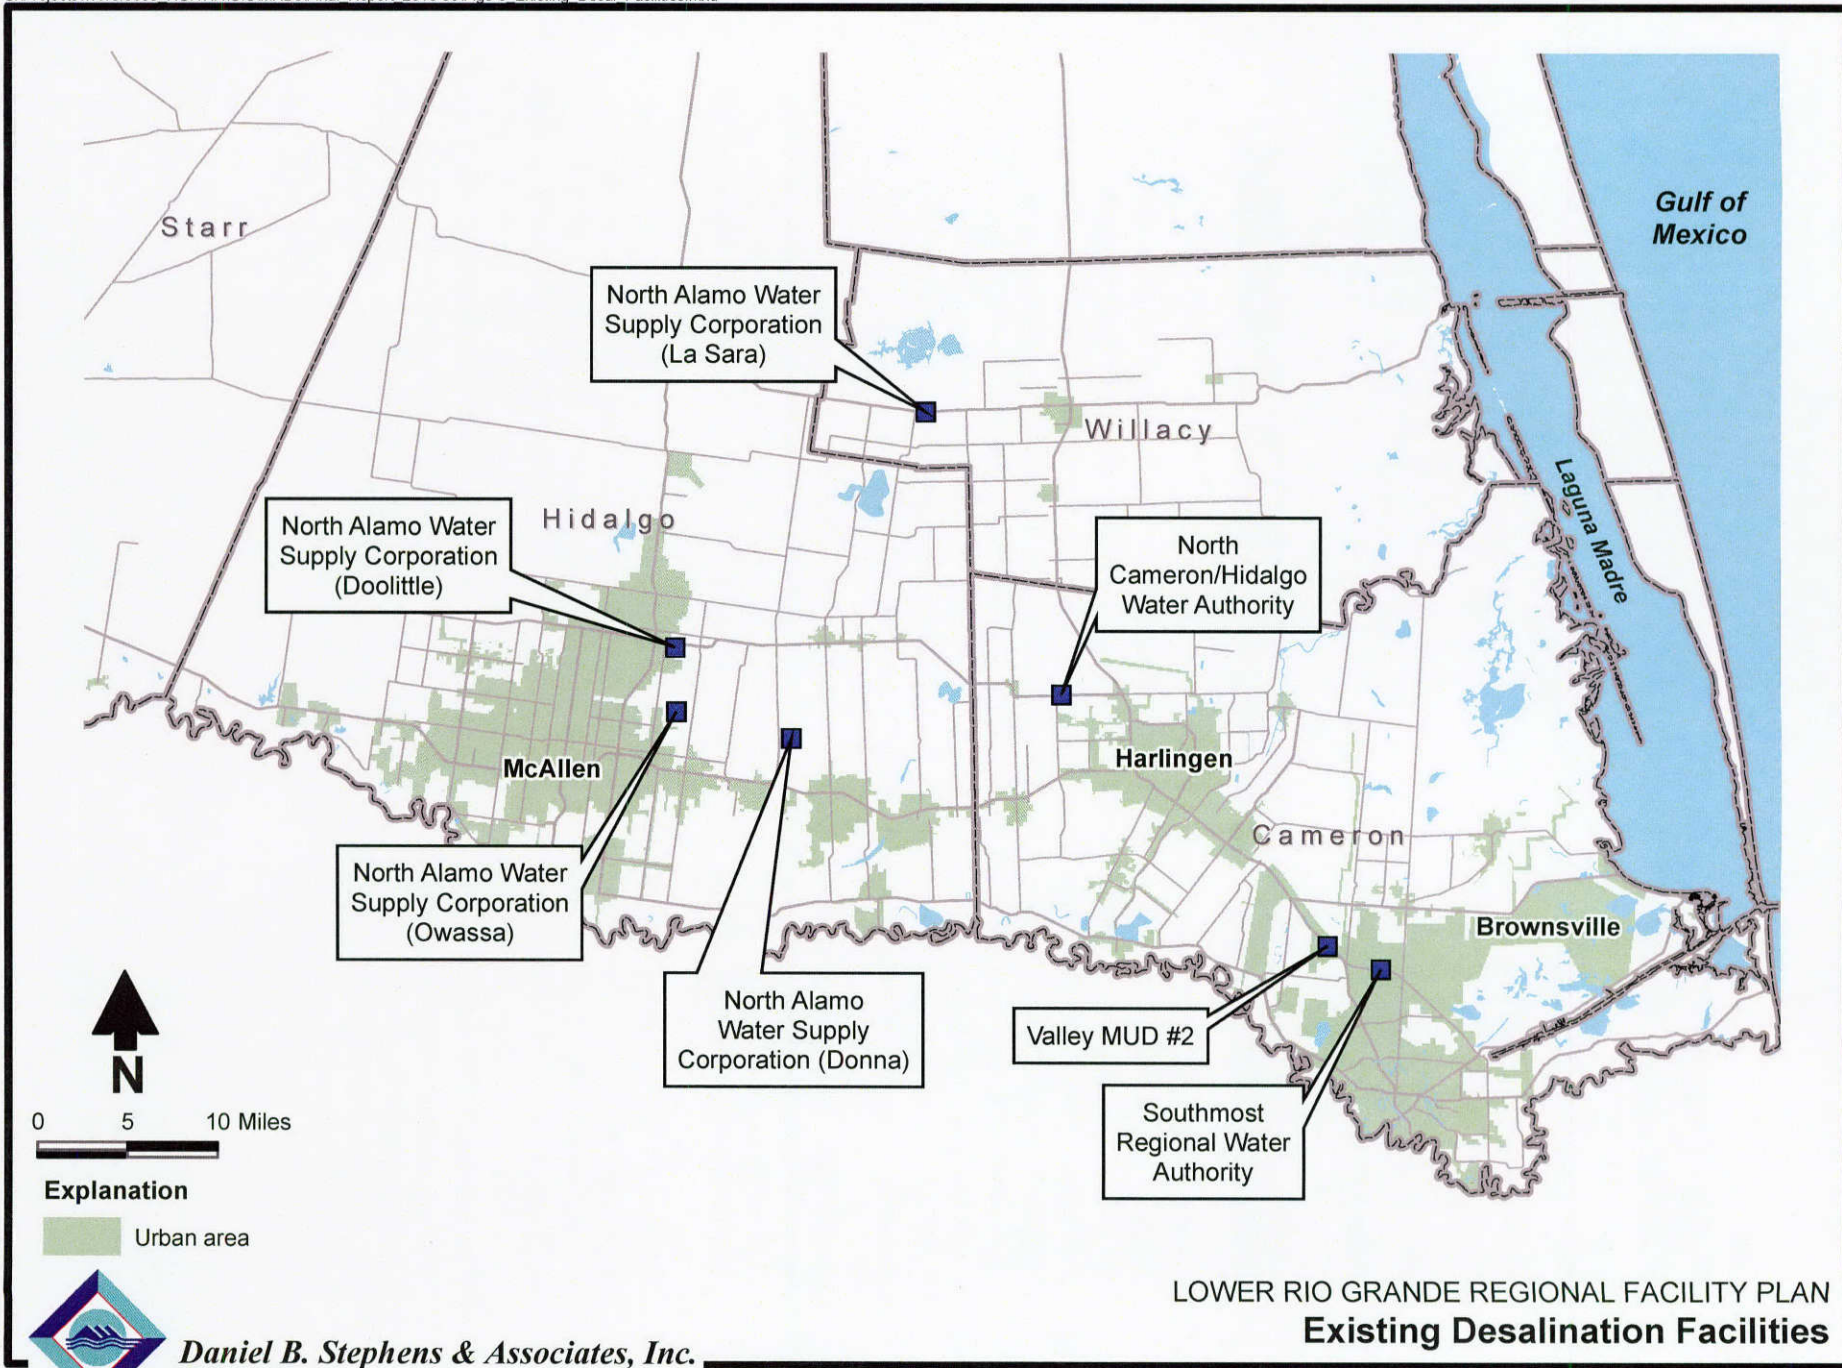 Gulf of
Mexico
Starr
North Alamo Water
Supply Corporation
(La Sara)
Willacy
Laguna Madre
Hidalgo
North Alamo Water
Supply Corporation
(Doolittle)
North
Cameron/Hidalgo
Water Authority
McAllen
Harlingen
Cameron
North Alamo Water
Supply Corporation
(Owassa)
Brownsville
North Alamo
Water Supply
Corporation (Donna)
Valley MUD #2
Southmost
Regional Water
Authority
N
0 5 10 Miles
Explanation
Urban area
LOWER RIO GRANDE REGIONAL FACILITY PLAN
Existing Desalination Facilities
Daniel B. Stephens & Associates, Inc.